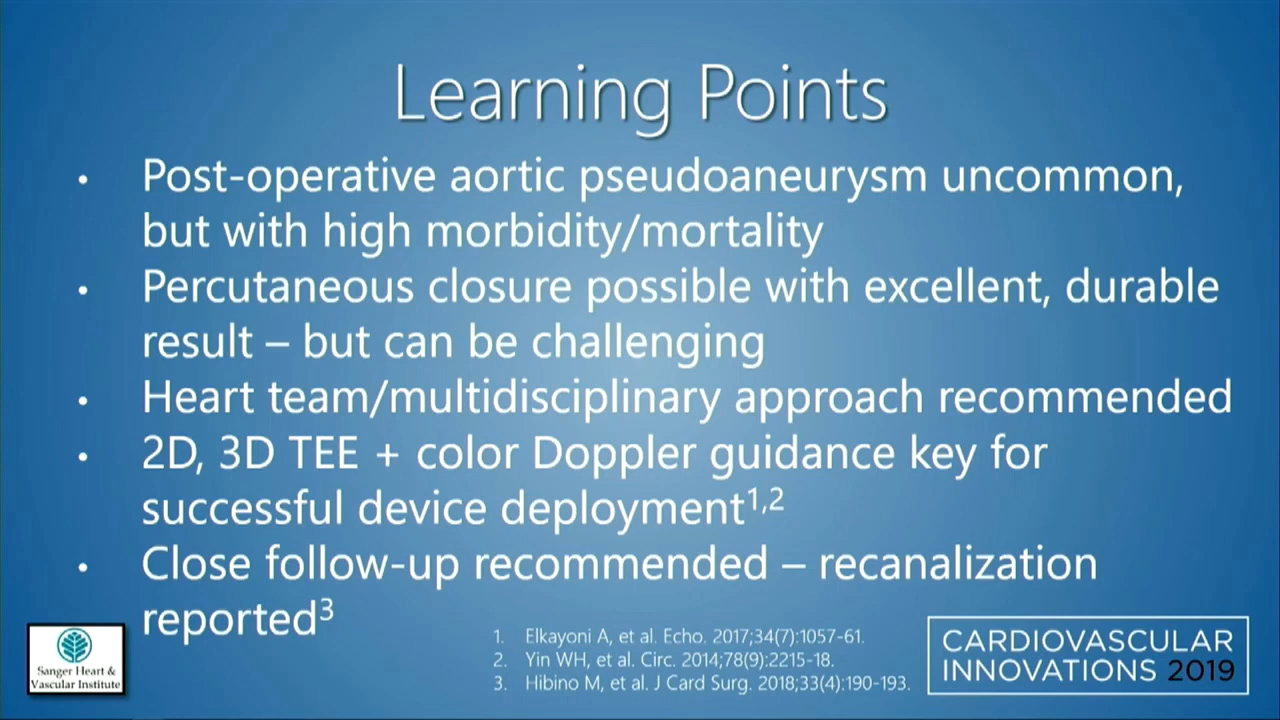 Learning Points
• Post-operative aortic pseudoaneurysm uncommon,
but with high morbidity/mortality
• Percutaneous closure possible with excellent, durable
result – but can be challenging
• Heart team/multidisciplinary approach recommended
• 2D, 3D TEE + color Doppler guidance key for
successful device deployment1,2
• Close follow-up recommended – recanalization
reported3
1. Elkayoni A, et al. Echo. 2017;34(7):1057-61.
2. Yin WH, et al. Circ. 2014;78(9):2215-18.
3. Hibino M, et al. J Card Surg. 2018;33(4):190-193.
Sanger Heart &
Vascular Institute
CARDIOVASCULAR
INNOVATIONS 2019